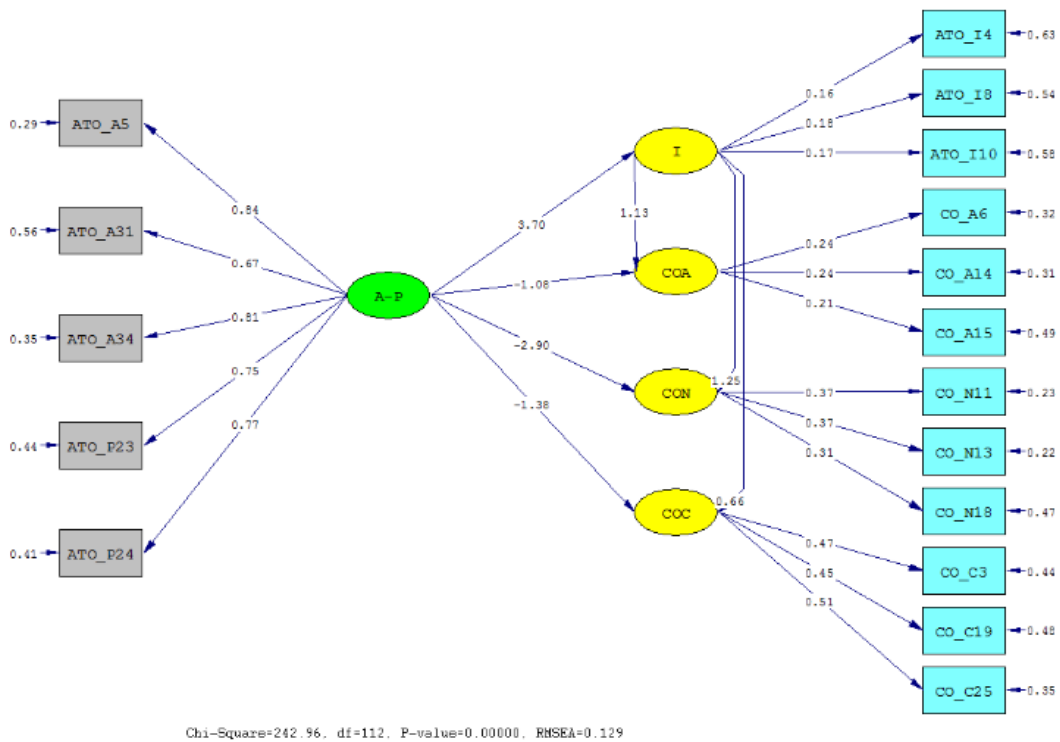 ATO_I4
0.63
0.16
ATO_I8
0.54
0.18
0.29
ATO_A5
I
0.17
ATO_I10
0.58
0.84
3.70
1.13
CO_A6
0.32
0.24
0.56
ATO_A31
0.67
COA
0.24
CO_A14
0.31
-1.08
A-P
0.21
CO_A15
0.49
0.35
ATO_A34
0.81
-2.90
0.75
1.25
CON
0.37
CO_N11
0.23
-1.38
0.37
0.77
0.31
CO_N13
0.22
0.44
ATO_P23
0.66
COC
CO_N18
0.47
0.47
0.41
ATO_P24
0.45
CO_C3
0.44
0.51
CO_C19
0.48
CO_C25
0.35
Chi-Square=242.96, df=112, P-value=0.00000, RMSEA=0.129